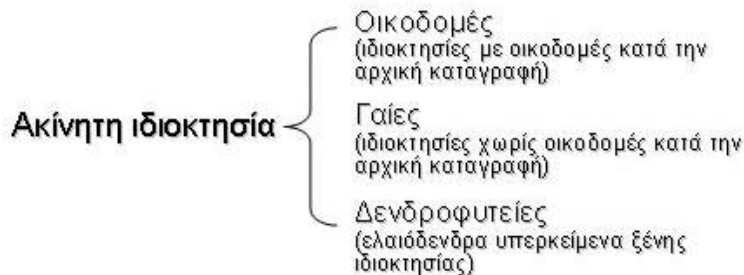 Ακίνητη ιδιοκτησία
Οικοδομές
(ιδιοκτησίες με οικοδομές κατά την
αρχική καταγραφή)
Γαίες
(ιδιοκτησίες χωρίς οικοδομές κατά την
αρχική καταγραφή)
Δενδροφυτείες
(ελαιόδενδρα υπερκείμενα ξένης
ιδιοκτησίας)